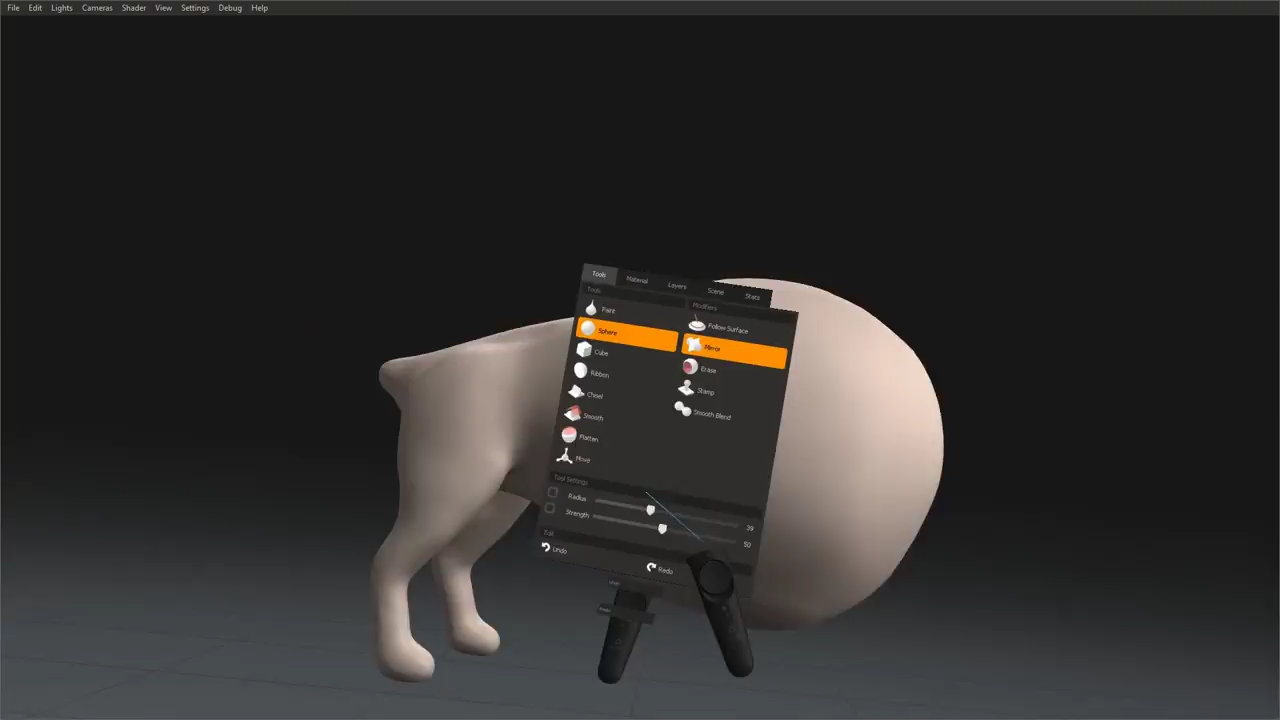 File Edit Lights Cameras Shader View Settings Debug Help
Tools Material Layers Scene Stats
Tools
Modifiers
Paint
Follow Surface
Sphere
Mirror
Cube
Erase
Ribbon
Stamp
Chisel
Smooth Blend
Smooth
Flatten
Move
Tool Settings
Radius 39
Strength 50
Edit
Undo
Redo